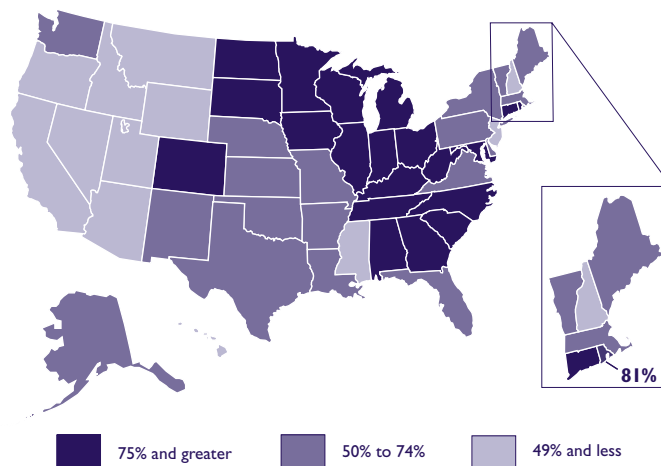 81%
75% and greater
50% to 74%
49% and less